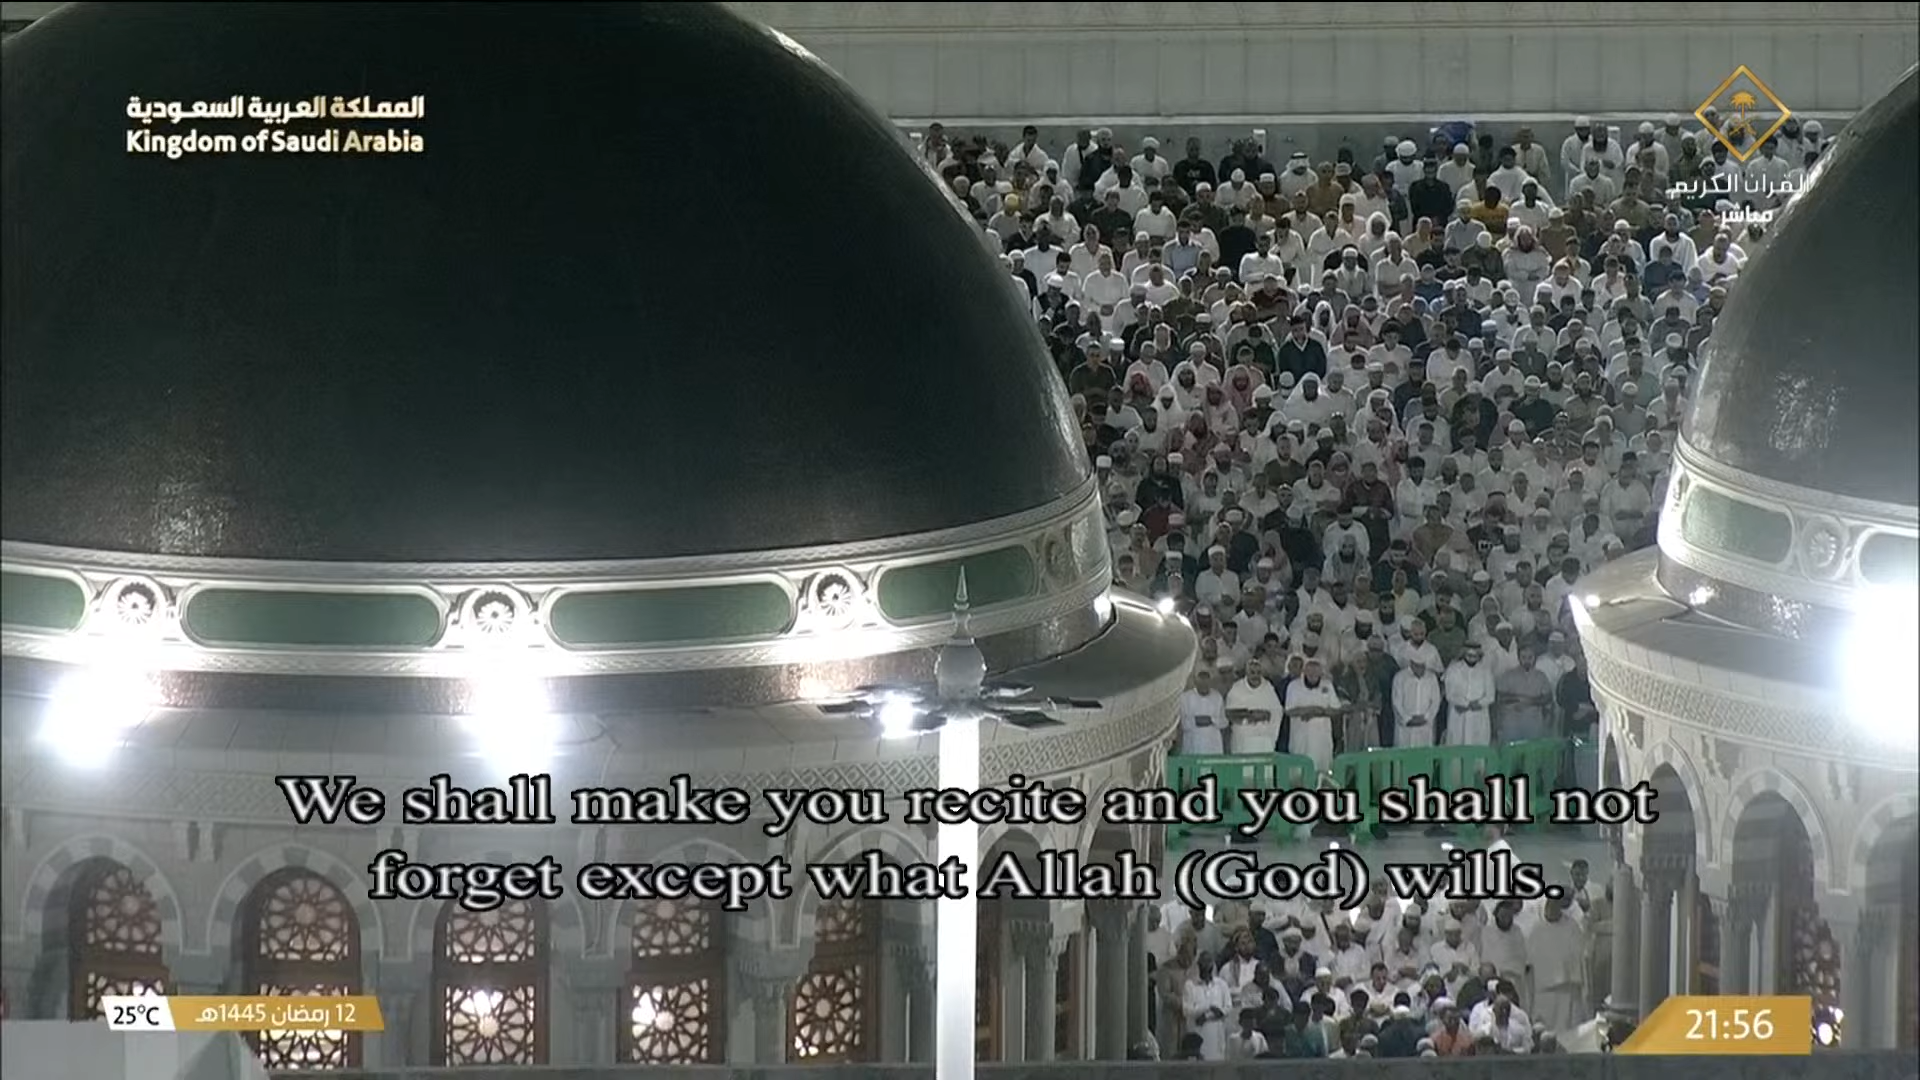 المملكة العربية السعودية
Kingdom of Saudi Arabia
القرآن الكريم
مباشر
We shall make you recite and you shall not
forget except what Allah (God) wills.
25°C
12 رمضان 1445هـ
21:56